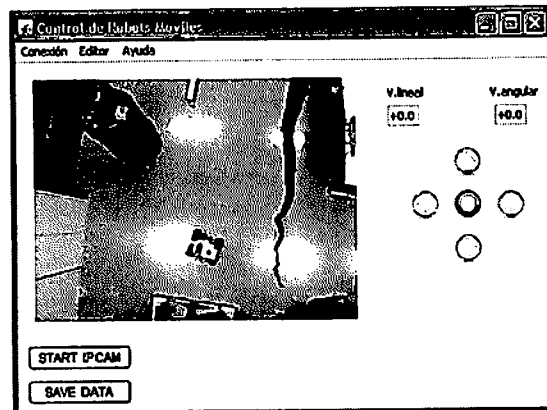 Control de Robots Moviles
Conexión Editor Ayuda
V.lineal V.angular
+0.0 +0.0
START IPCAM
SAVE DATA